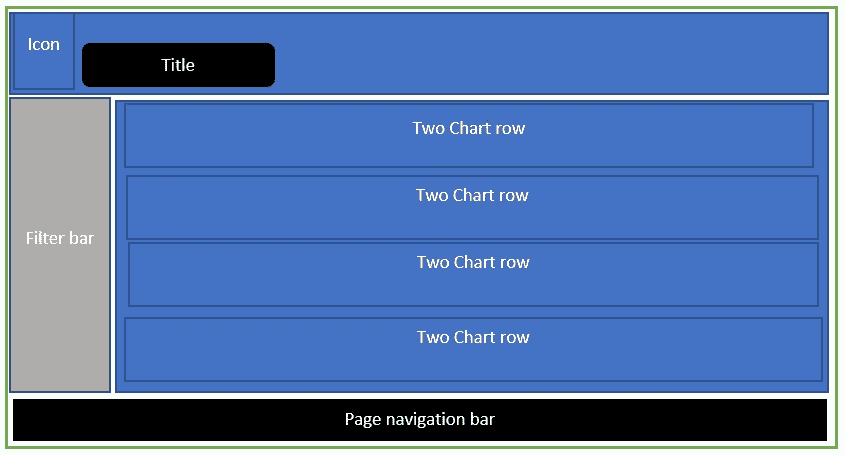 Icon
Title
Two Chart row
Two Chart row
Filter bar
Two Chart row
Two Chart row
Page navigation bar